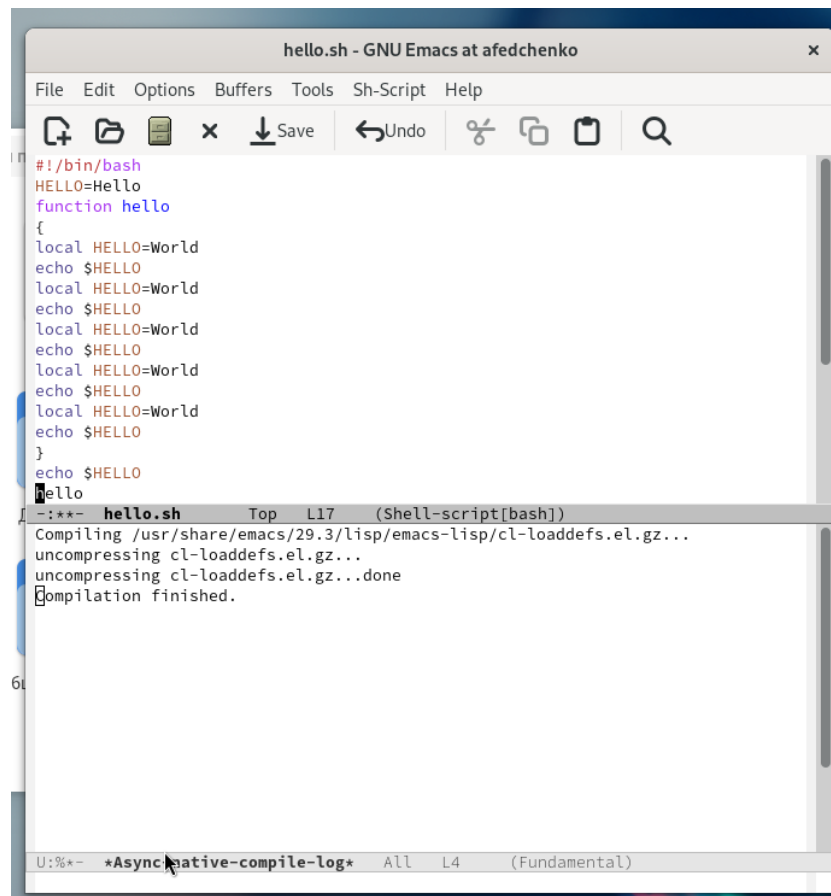 hello.sh - GNU Emacs at afedchenko
File Edit Options Buffers Tools Sh-Script Help
Save Undo
#!/bin/bash
HELLO=Hello
function hello
{
local HELLO=World
echo $HELLO
local HELLO=World
echo $HELLO
local HELLO=World
echo $HELLO
local HELLO=World
echo $HELLO
local HELLO=World
echo $HELLO
}
echo $HELLO
hello
-:**- hello.sh Top L17 (Shell-script[bash])
Compiling /usr/share/emacs/29.3/lisp/emacs-lisp/cl-loaddefs.el.gz...
uncompressing cl-loaddefs.el.gz...
uncompressing cl-loaddefs.el.gz...done
Compilation finished.
U:%*- *Async-native-compile-log* All L4 (Fundamental)